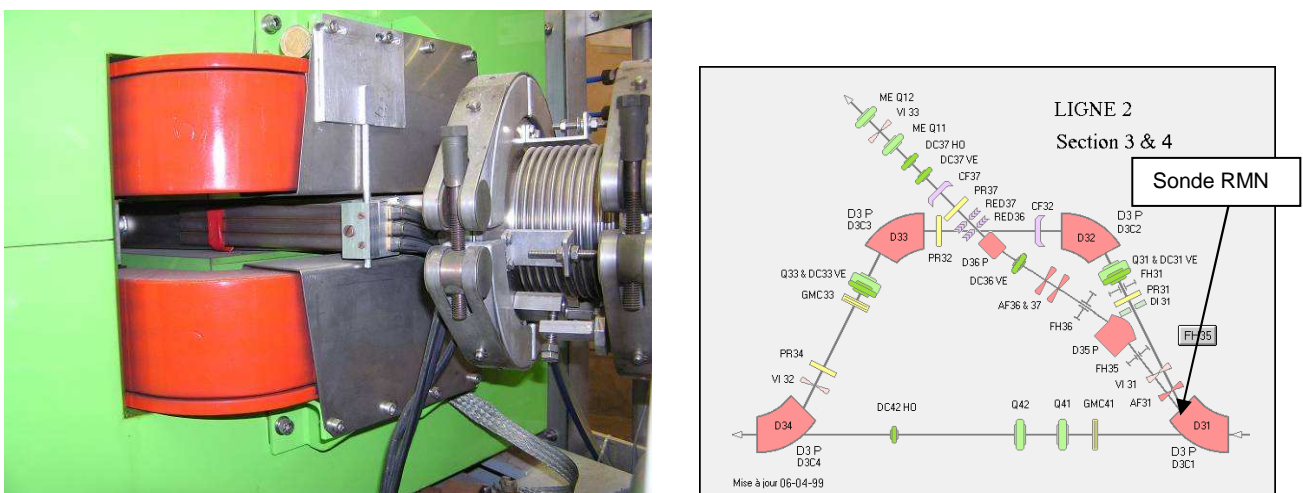 LIGNE 2
Section 3 & 4
Sonde RMN
ME Q12
VI 33
ME Q11
DC37 HO
DC37 VE
CF37
PR37
RED37
RED36
CF32
D3 P
D3C3
D33
PR32
D36 P
D32
D3 P
D3C2
Q33 & DC33 VE
GMC33
DC36 VE
AF36 & 37
FH36
Q31 & DC31 VE
FH31
PR31
DI 31
FH35
D35 P
FH35
VI 31
AF31
PR34
VI 32
D34
D3 P
D3C4
DC42 HO
Q42
Q41
GMC41
D31
D3 P
D3C1
Mise à jour 06-04-99